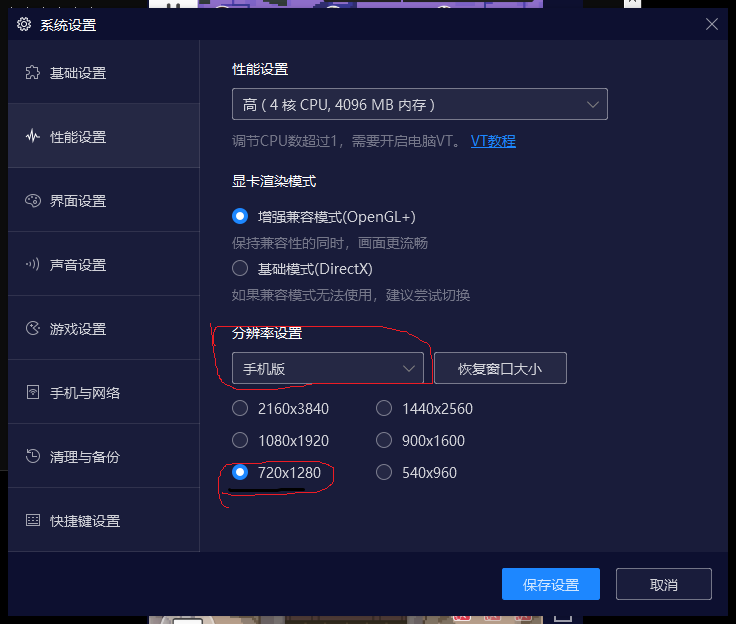 系统设置
基础设置
性能设置
界面设置
声音设置
游戏设置
手机与网络
清理与备份
快捷键设置
性能设置
高 ( 4 核 CPU, 4096 MB 内存 )
调节CPU数超过1，需要开启电脑VT。 VT教程
显卡渲染模式
增强兼容模式(OpenGL+)
保持兼容性的同时，画面更流畅
基础模式(DirectX)
如果兼容模式无法使用，建议尝试切换
分辨率设置
手机版 恢复窗口大小
2160x3840 1440x2560
1080x1920 900x1600
720x1280 540x960
保存设置 取消